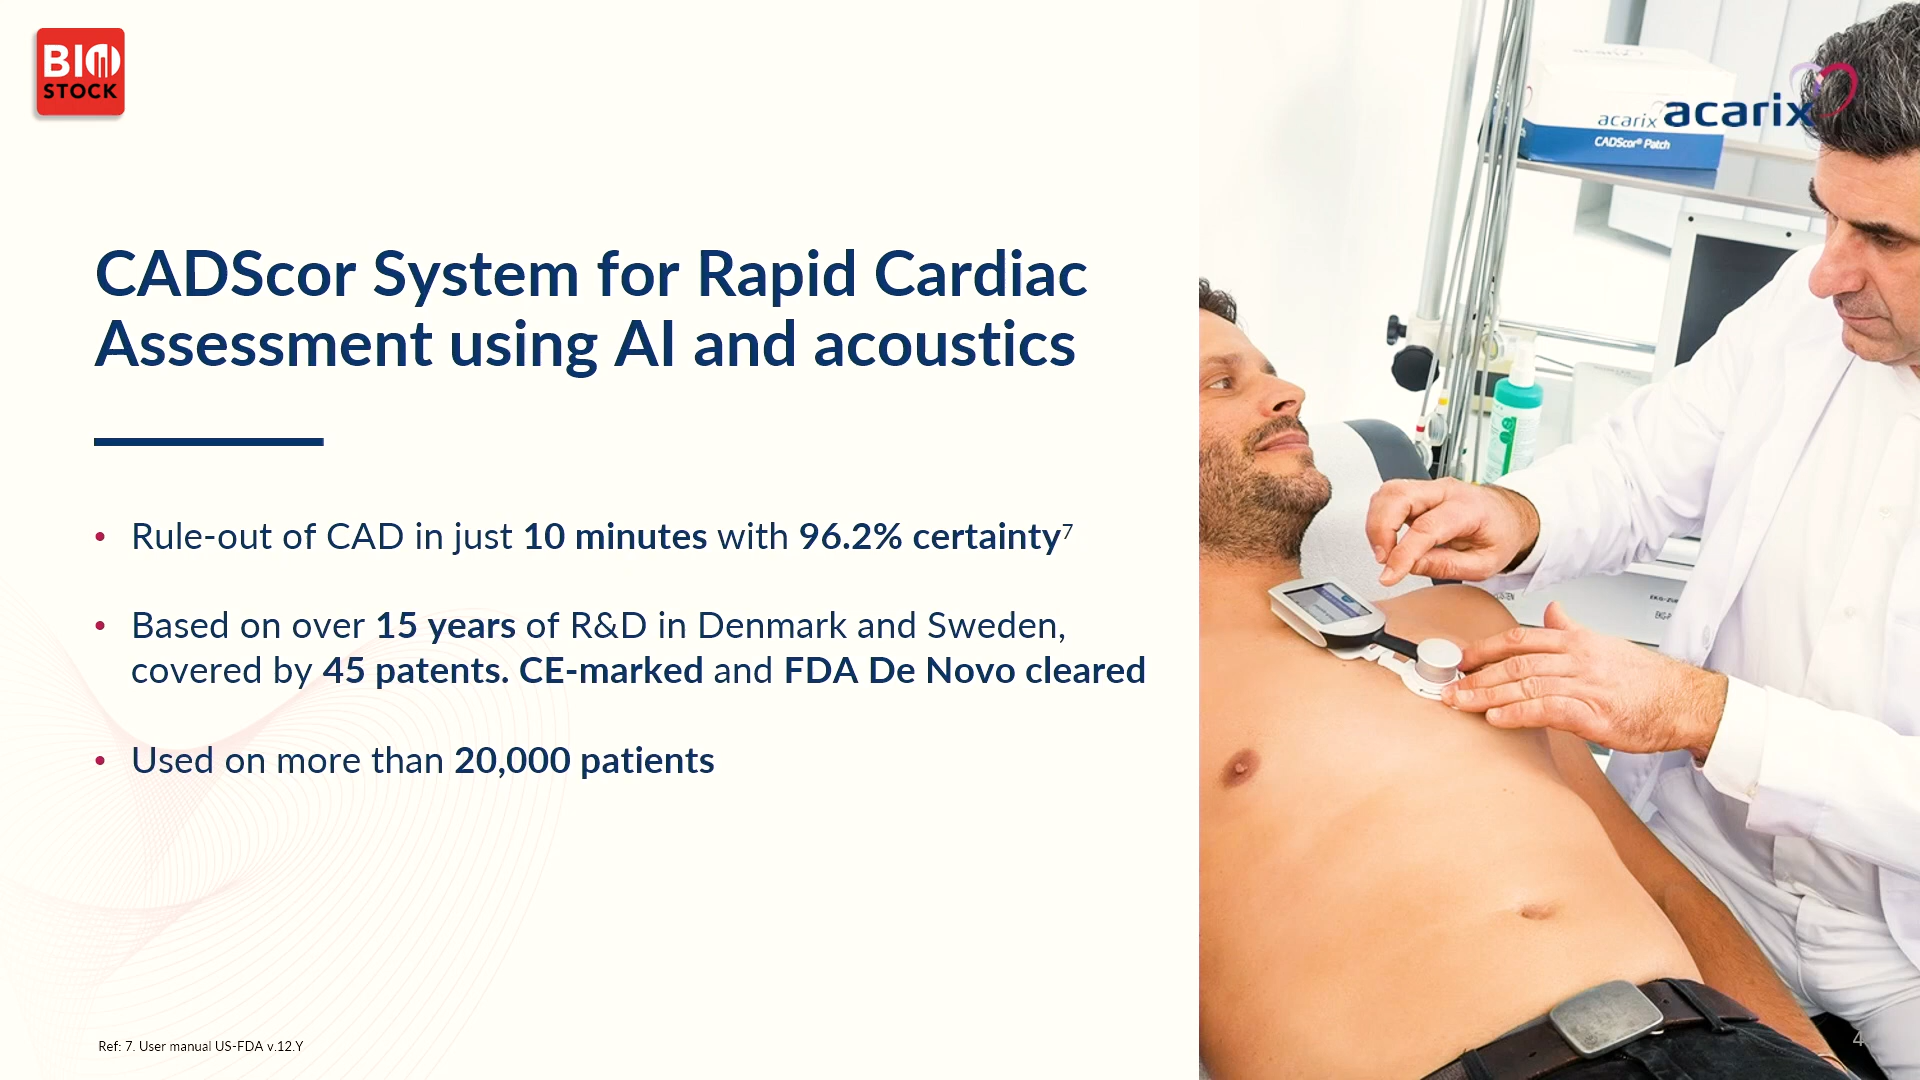 BIO
STOCK
acarix
acarix
CADScor® Patch
CADScor System for Rapid Cardiac
Assessment using AI and acoustics
• Rule-out of CAD in just 10 minutes with 96.2% certainty⁷
• Based on over 15 years of R&D in Denmark and Sweden,
covered by 45 patents. CE-marked and FDA De Novo cleared
• Used on more than 20,000 patients
Ref: 7. User manual US-FDA v.12.Y
4